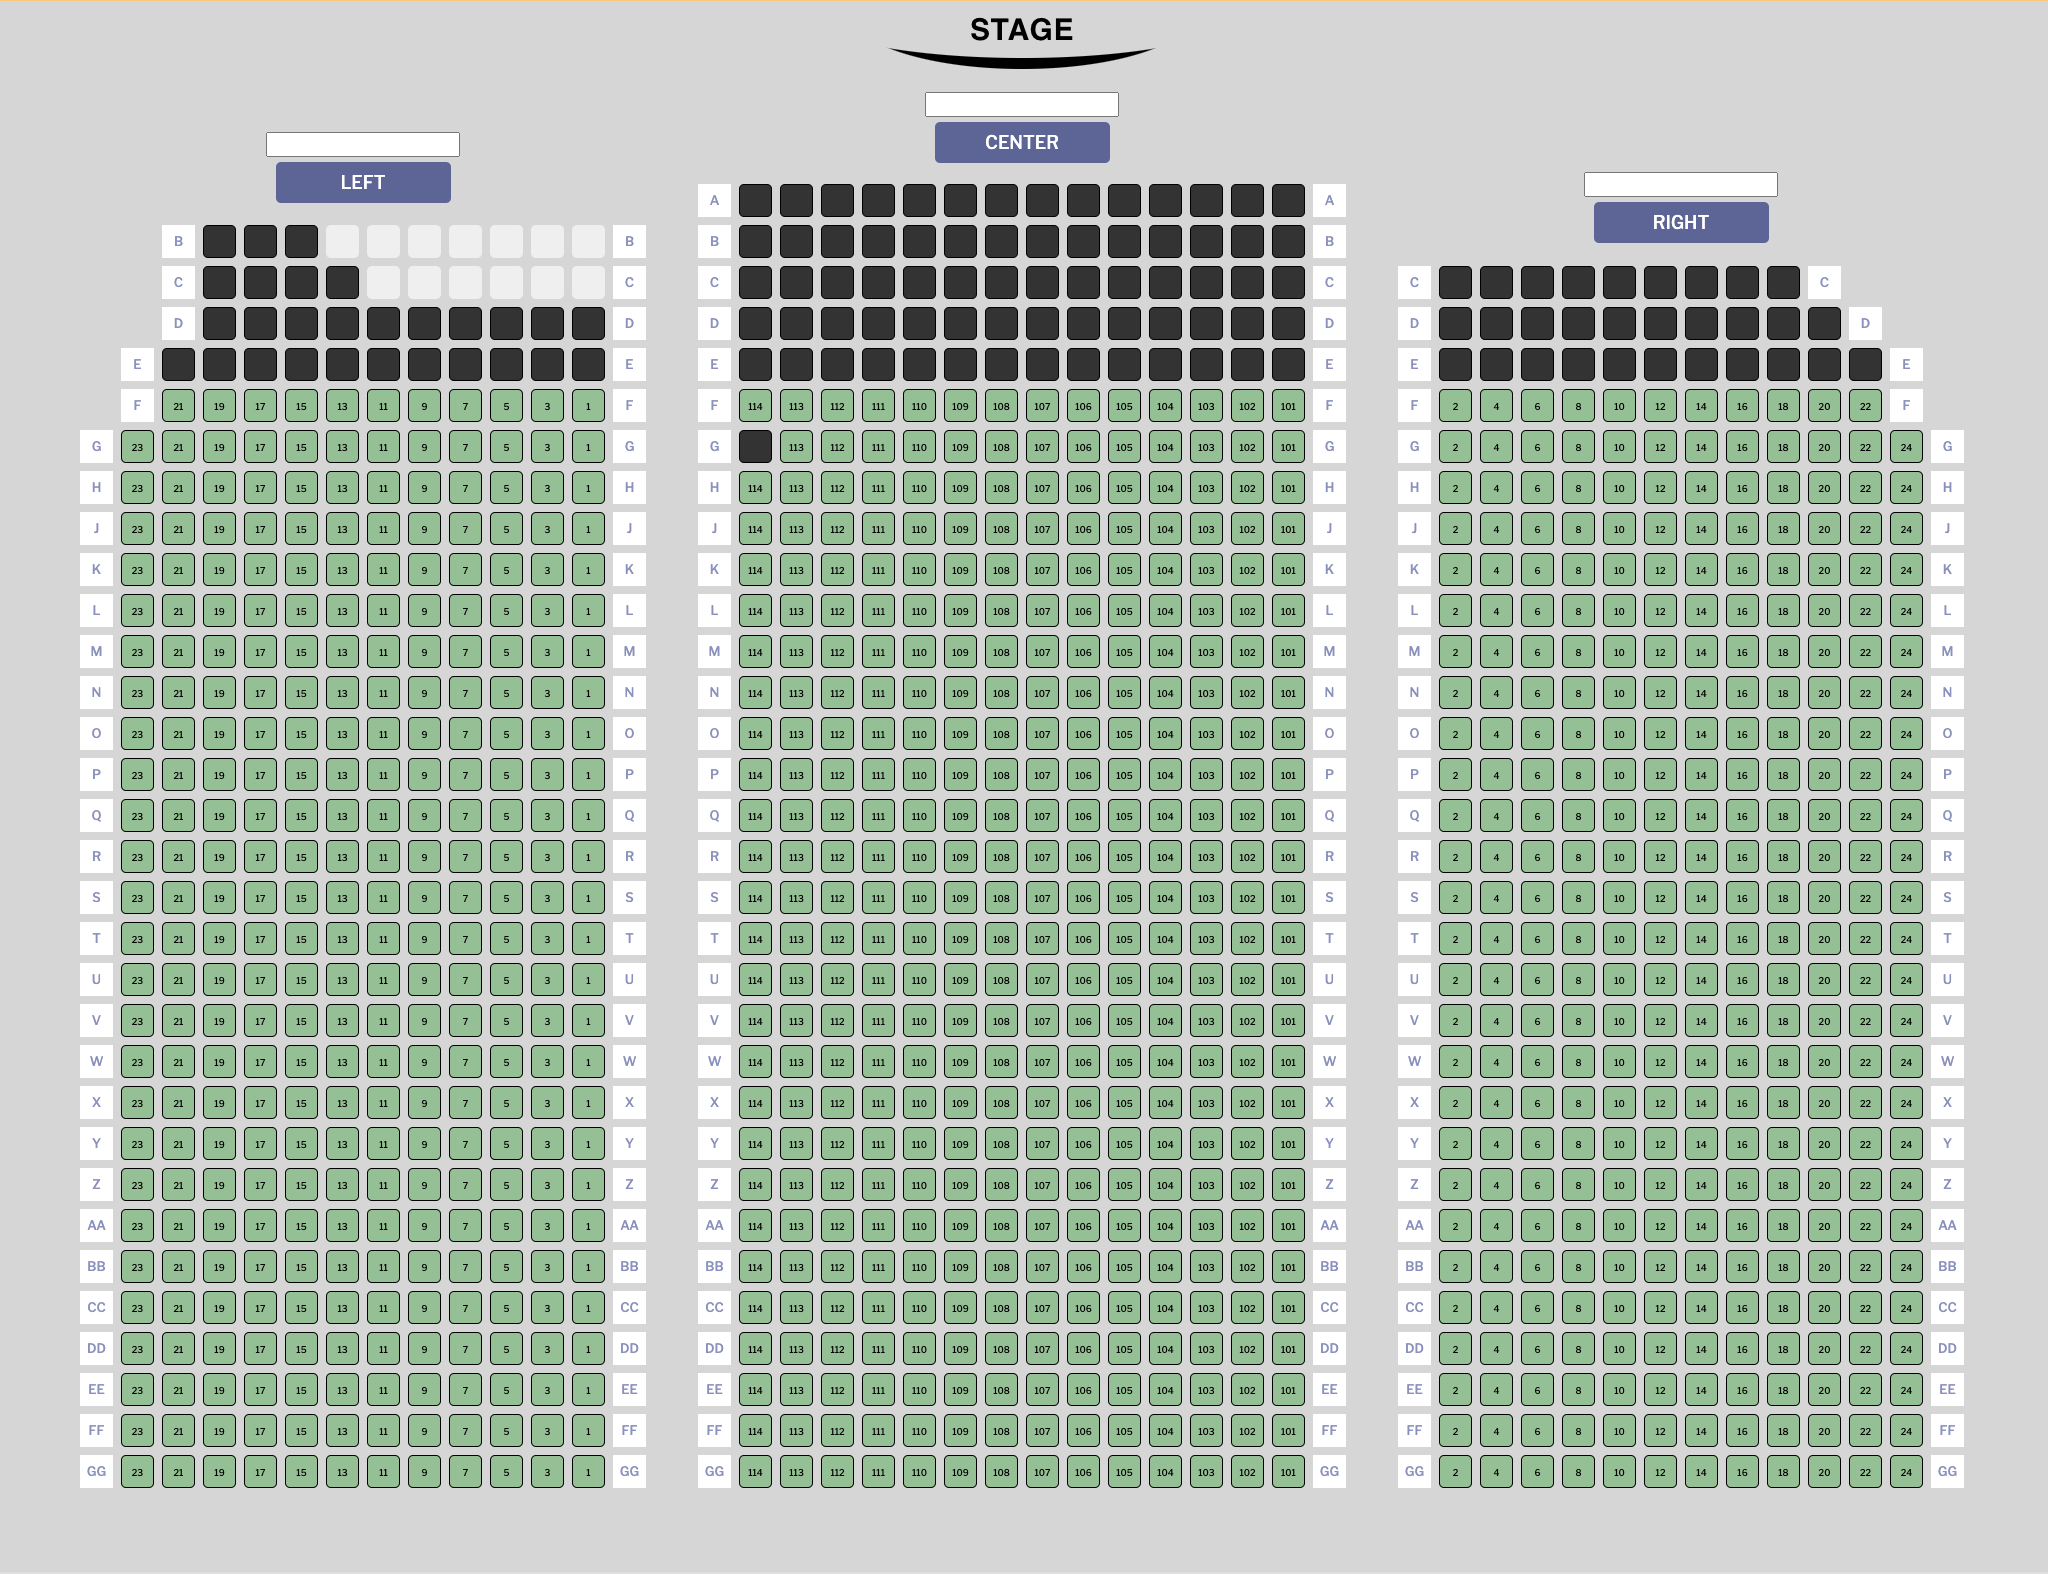 STAGE
CENTER
LEFT
RIGHT
A A
B B B B
C C C C C C
D D D D D D
E E E E E E
F 21 19 17 15 13 11 9 7 5 3 1 F F 114 113 112 111 110 109 108 107 106 105 104 103 102 101 F F 2 4 6 8 10 12 14 16 18 20 22 F
G 23 21 19 17 15 13 11 9 7 5 3 1 G G 113 112 111 110 109 108 107 106 105 104 103 102 101 G G 2 4 6 8 10 12 14 16 18 20 22 24 G
H 23 21 19 17 15 13 11 9 7 5 3 1 H H 114 113 112 111 110 109 108 107 106 105 104 103 102 101 H H 2 4 6 8 10 12 14 16 18 20 22 24 H
J 23 21 19 17 15 13 11 9 7 5 3 1 J J 114 113 112 111 110 109 108 107 106 105 104 103 102 101 J J 2 4 6 8 10 12 14 16 18 20 22 24 J
K 23 21 19 17 15 13 11 9 7 5 3 1 K K 114 113 112 111 110 109 108 107 106 105 104 103 102 101 K K 2 4 6 8 10 12 14 16 18 20 22 24 K
L 23 21 19 17 15 13 11 9 7 5 3 1 L L 114 113 112 111 110 109 108 107 106 105 104 103 102 101 L L 2 4 6 8 10 12 14 16 18 20 22 24 L
M 23 21 19 17 15 13 11 9 7 5 3 1 M M 114 113 112 111 110 109 108 107 106 105 104 103 102 101 M M 2 4 6 8 10 12 14 16 18 20 22 24 M
N 23 21 19 17 15 13 11 9 7 5 3 1 N N 114 113 112 111 110 109 108 107 106 105 104 103 102 101 N N 2 4 6 8 10 12 14 16 18 20 22 24 N
O 23 21 19 17 15 13 11 9 7 5 3 1 O O 114 113 112 111 110 109 108 107 106 105 104 103 102 101 O O 2 4 6 8 10 12 14 16 18 20 22 24 O
P 23 21 19 17 15 13 11 9 7 5 3 1 P P 114 113 112 111 110 109 108 107 106 105 104 103 102 101 P P 2 4 6 8 10 12 14 16 18 20 22 24 P
Q 23 21 19 17 15 13 11 9 7 5 3 1 Q Q 114 113 112 111 110 109 108 107 106 105 104 103 102 101 Q Q 2 4 6 8 10 12 14 16 18 20 22 24 Q
R 23 21 19 17 15 13 11 9 7 5 3 1 R R 114 113 112 111 110 109 108 107 106 105 104 103 102 101 R R 2 4 6 8 10 12 14 16 18 20 22 24 R
S 23 21 19 17 15 13 11 9 7 5 3 1 S S 114 113 112 111 110 109 108 107 106 105 104 103 102 101 S S 2 4 6 8 10 12 14 16 18 20 22 24 S
T 23 21 19 17 15 13 11 9 7 5 3 1 T T 114 113 112 111 110 109 108 107 106 105 104 103 102 101 T T 2 4 6 8 10 12 14 16 18 20 22 24 T
U 23 21 19 17 15 13 11 9 7 5 3 1 U U 114 113 112 111 110 109 108 107 106 105 104 103 102 101 U U 2 4 6 8 10 12 14 16 18 20 22 24 U
V 23 21 19 17 15 13 11 9 7 5 3 1 V V 114 113 112 111 110 109 108 107 106 105 104 103 102 101 V V 2 4 6 8 10 12 14 16 18 20 22 24 V
W 23 21 19 17 15 13 11 9 7 5 3 1 W W 114 113 112 111 110 109 108 107 106 105 104 103 102 101 W W 2 4 6 8 10 12 14 16 18 20 22 24 W
X 23 21 19 17 15 13 11 9 7 5 3 1 X X 114 113 112 111 110 109 108 107 106 105 104 103 102 101 X X 2 4 6 8 10 12 14 16 18 20 22 24 X
Y 23 21 19 17 15 13 11 9 7 5 3 1 Y Y 114 113 112 111 110 109 108 107 106 105 104 103 102 101 Y Y 2 4 6 8 10 12 14 16 18 20 22 24 Y
Z 23 21 19 17 15 13 11 9 7 5 3 1 Z Z 114 113 112 111 110 109 108 107 106 105 104 103 102 101 Z Z 2 4 6 8 10 12 14 16 18 20 22 24 Z
AA 23 21 19 17 15 13 11 9 7 5 3 1 AA AA 114 113 112 111 110 109 108 107 106 105 104 103 102 101 AA AA 2 4 6 8 10 12 14 16 18 20 22 24 AA
BB 23 21 19 17 15 13 11 9 7 5 3 1 BB BB 114 113 112 111 110 109 108 107 106 105 104 103 102 101 BB BB 2 4 6 8 10 12 14 16 18 20 22 24 BB
CC 23 21 19 17 15 13 11 9 7 5 3 1 CC CC 114 113 112 111 110 109 108 107 106 105 104 103 102 101 CC CC 2 4 6 8 10 12 14 16 18 20 22 24 CC
DD 23 21 19 17 15 13 11 9 7 5 3 1 DD DD 114 113 112 111 110 109 108 107 106 105 104 103 102 101 DD DD 2 4 6 8 10 12 14 16 18 20 22 24 DD
EE 23 21 19 17 15 13 11 9 7 5 3 1 EE EE 114 113 112 111 110 109 108 107 106 105 104 103 102 101 EE EE 2 4 6 8 10 12 14 16 18 20 22 24 EE
FF 23 21 19 17 15 13 11 9 7 5 3 1 FF FF 114 113 112 111 110 109 108 107 106 105 104 103 102 101 FF FF 2 4 6 8 10 12 14 16 18 20 22 24 FF
GG 23 21 19 17 15 13 11 9 7 5 3 1 GG GG 114 113 112 111 110 109 108 107 106 105 104 103 102 101 GG GG 2 4 6 8 10 12 14 16 18 20 22 24 GG